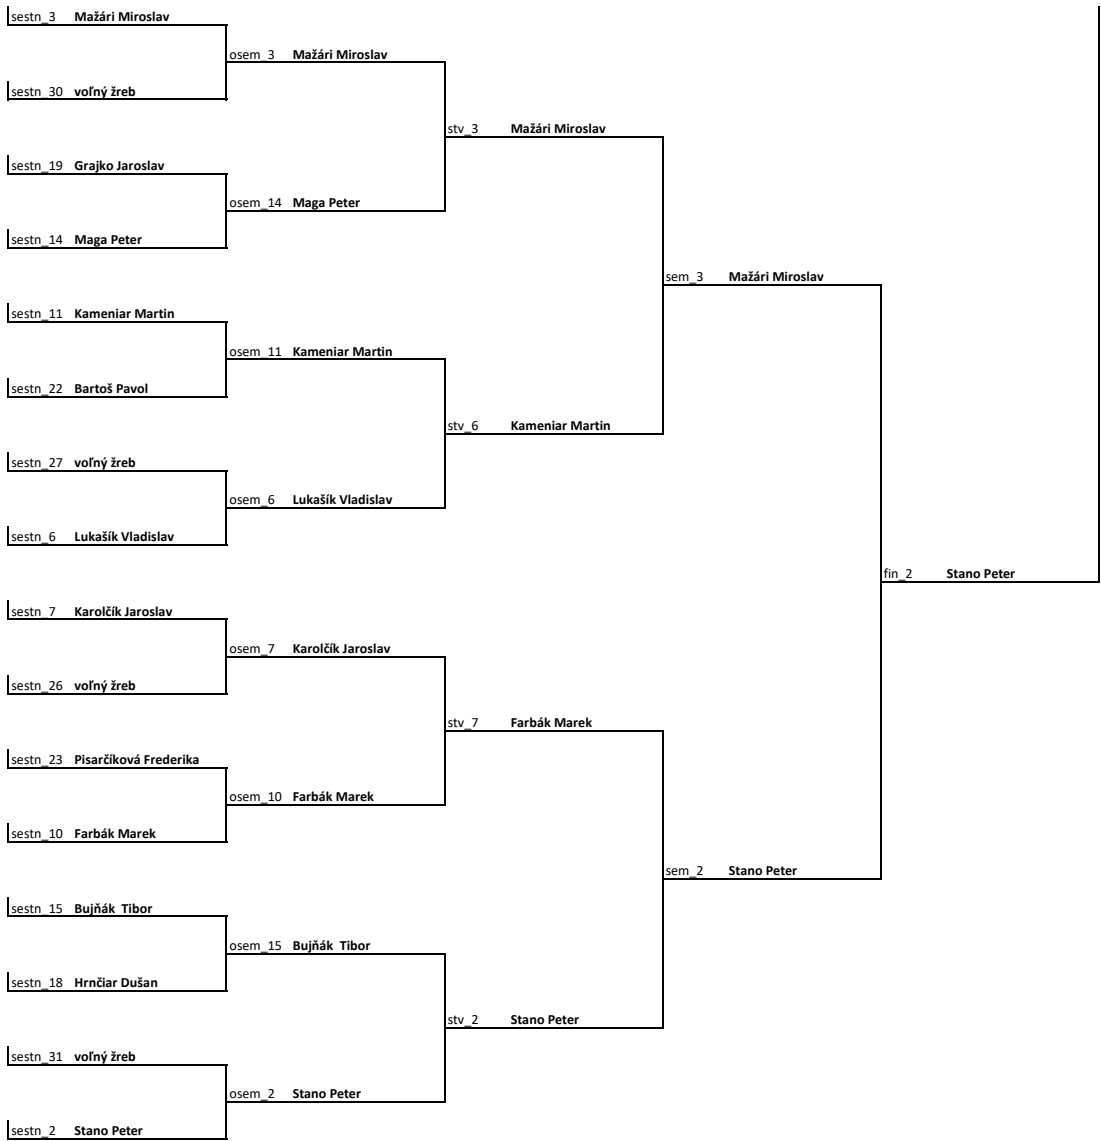 sestn_3 Mažári Miroslav
osem_3 Mažári Miroslav
sestn_30 voľný žreb
stv_3 Mažári Miroslav
sestn_19 Grajko Jaroslav
osem_14 Maga Peter
sestn_14 Maga Peter
sem_3 Mažári Miroslav
sestn_11 Kameniar Martin
osem_11 Kameniar Martin
sestn_22 Bartoš Pavol
stv_6 Kameniar Martin
sestn_27 voľný žreb
osem_6 Lukašík Vladislav
sestn_6 Lukašík Vladislav
fin_2 Stano Peter
sestn_7 Karolčík Jaroslav
osem_7 Karolčík Jaroslav
sestn_26 voľný žreb
stv_7 Farbák Marek
sestn_23 Pisarčíková Frederika
osem_10 Farbák Marek
sestn_10 Farbák Marek
sem_2 Stano Peter
sestn_15 Bujňák  Tibor
osem_15 Bujňák  Tibor
sestn_18 Hrnčiar Dušan
stv_2 Stano Peter
sestn_31 voľný žreb
osem_2 Stano Peter
sestn_2 Stano Peter